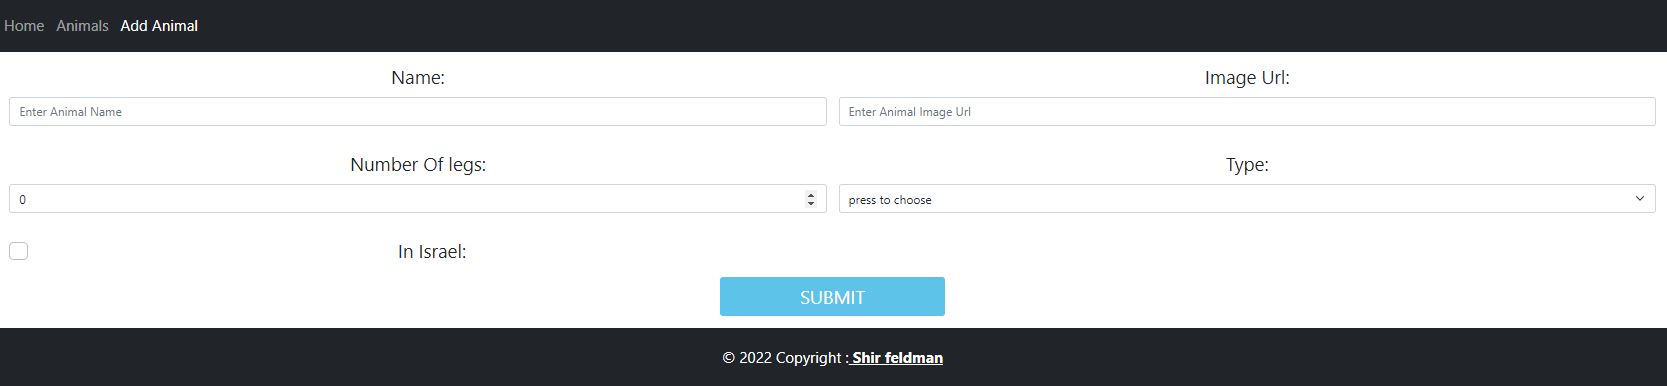 Home Animals Add Animal
Name: Image Url:
Enter Animal Name Enter Animal Image Url
Number Of legs: Type:
0 press to choose
In Israel:
SUBMIT
© 2022 Copyright : Shir feldman